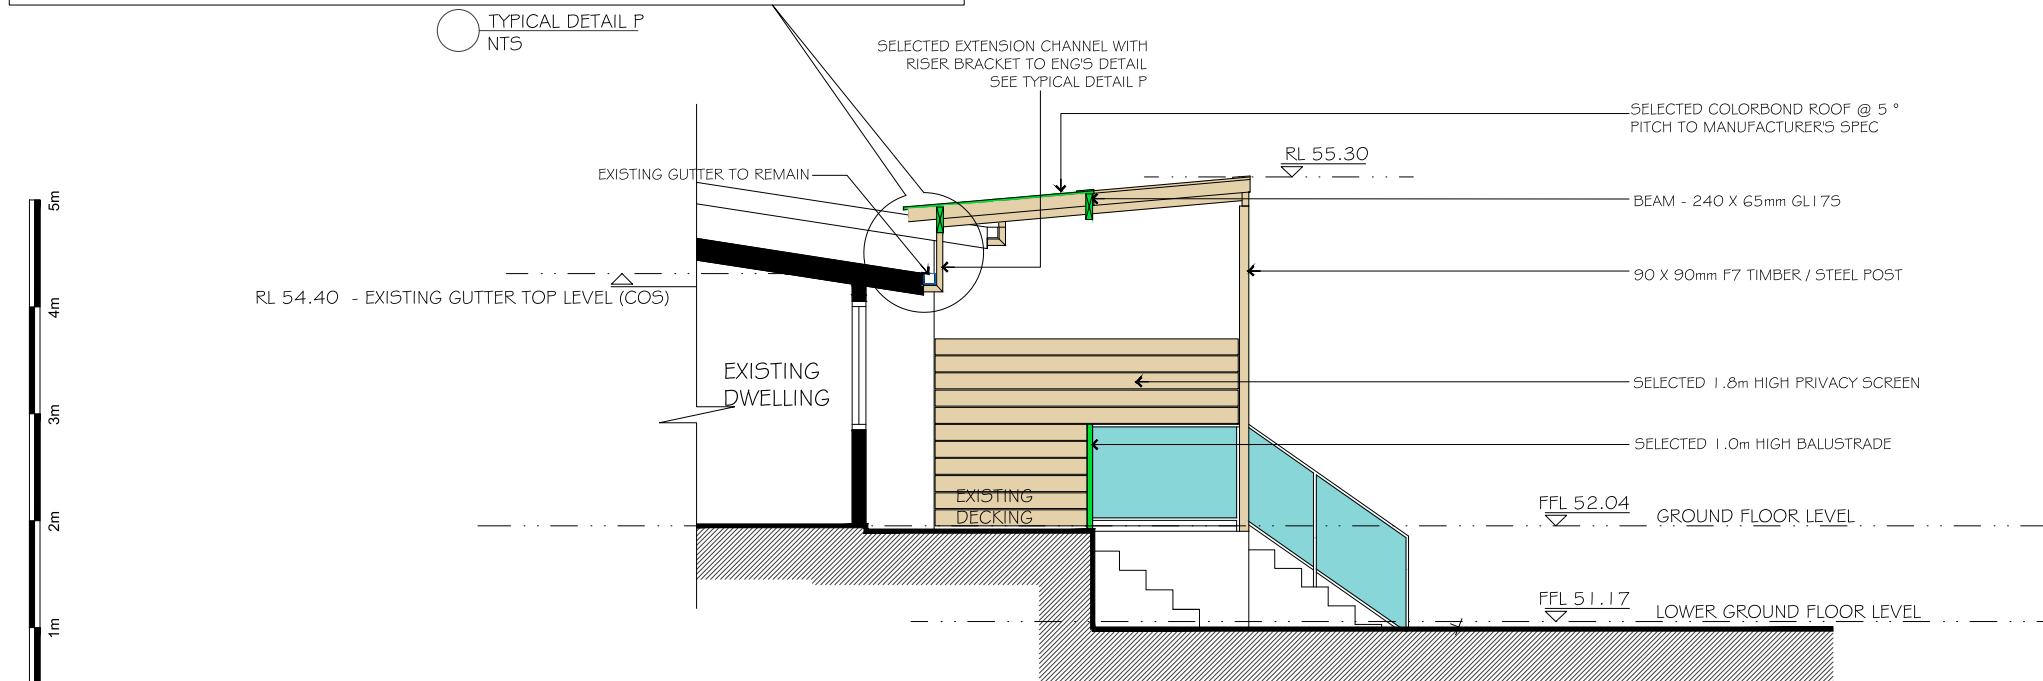 TYPICAL DETAIL P
NTS
SELECTED EXTENSION CHANNEL WITH
RISER BRACKET TO ENG'S DETAIL
SEE TYPICAL DETAIL P
SELECTED COLORBOND ROOF @ 5 °
PITCH TO MANUFACTURER'S SPEC
RL 55.30
EXISTING GUTTER TO REMAIN
BEAM - 240 X 65mm GL17S
90 X 90mm F7 TIMBER / STEEL POST
RL 54.40 - EXISTING GUTTER TOP LEVEL (COS)
EXISTING
DWELLING
SELECTED 1.8m HIGH PRIVACY SCREEN
SELECTED 1.0m HIGH BALUSTRADE
EXISTING
DECKING
FFL 52.04
GROUND FLOOR LEVEL
FFL 51.17
LOWER GROUND FLOOR LEVEL
5m
4m
3m
2m
1m